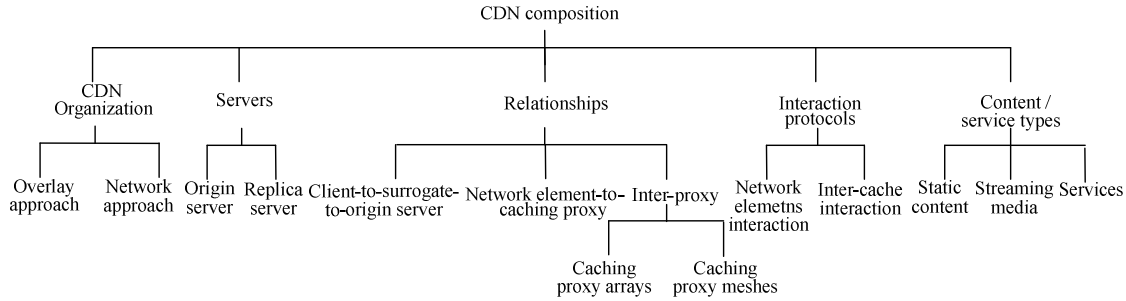 CDN composition
CDN
Organization
Servers
Relationships
Interaction
protocols
Content /
service types
Overlay
approach
Network
approach
Origin
server
Replica
server
Client-to-surrogate-
to-origin server
Network element-to-
caching proxy
Inter-proxy
Network
elemetns
interaction
Inter-cache
interaction
Static
content
Streaming
media
Services
Caching
proxy arrays
Caching
proxy meshes